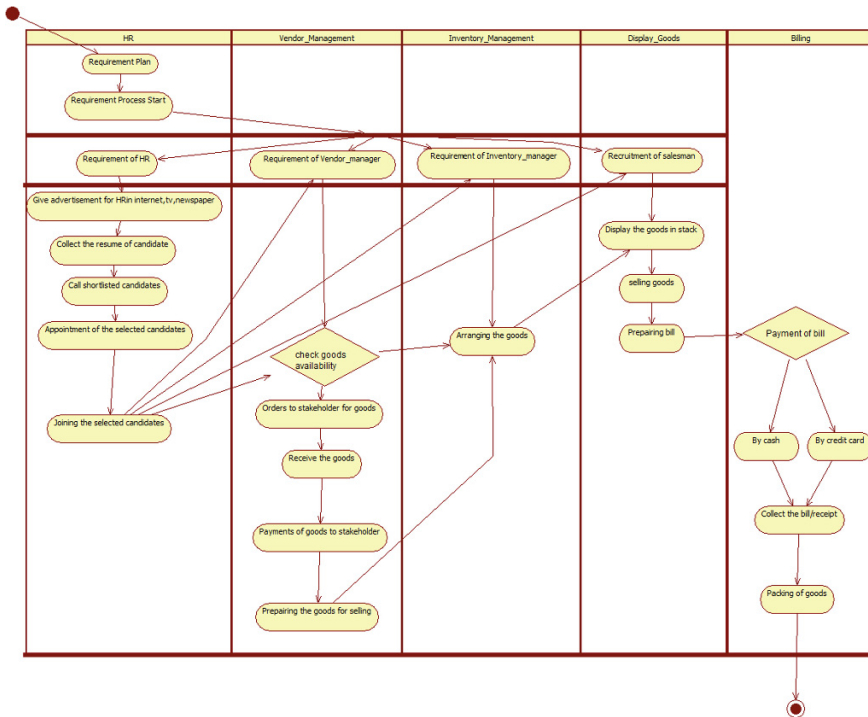 HR
Vendor_Management
Inventory_Management
Display_Goods
Billing
Requirement Plan
Requirement Process Start
Requirement of HR
Requirement of Vendor_manager
Requirement of Inventory_manager
Recruitment of salesman
Give advertisement for HRin internet,tv,newspaper
Collect the resume of candidate
Call shortlisted candidates
Appointment of the selected candidates
Joining the selected candidates
check goods
availability
Orders to stakeholder for goods
Receive the goods
Payments of goods to stakeholder
Prepairing the goods for selling
Arranging the goods
Display the goods in stack
selling goods
Prepairing bill
Payment of bill
By cash
By credit card
Collect the bill/receipt
Packing of goods